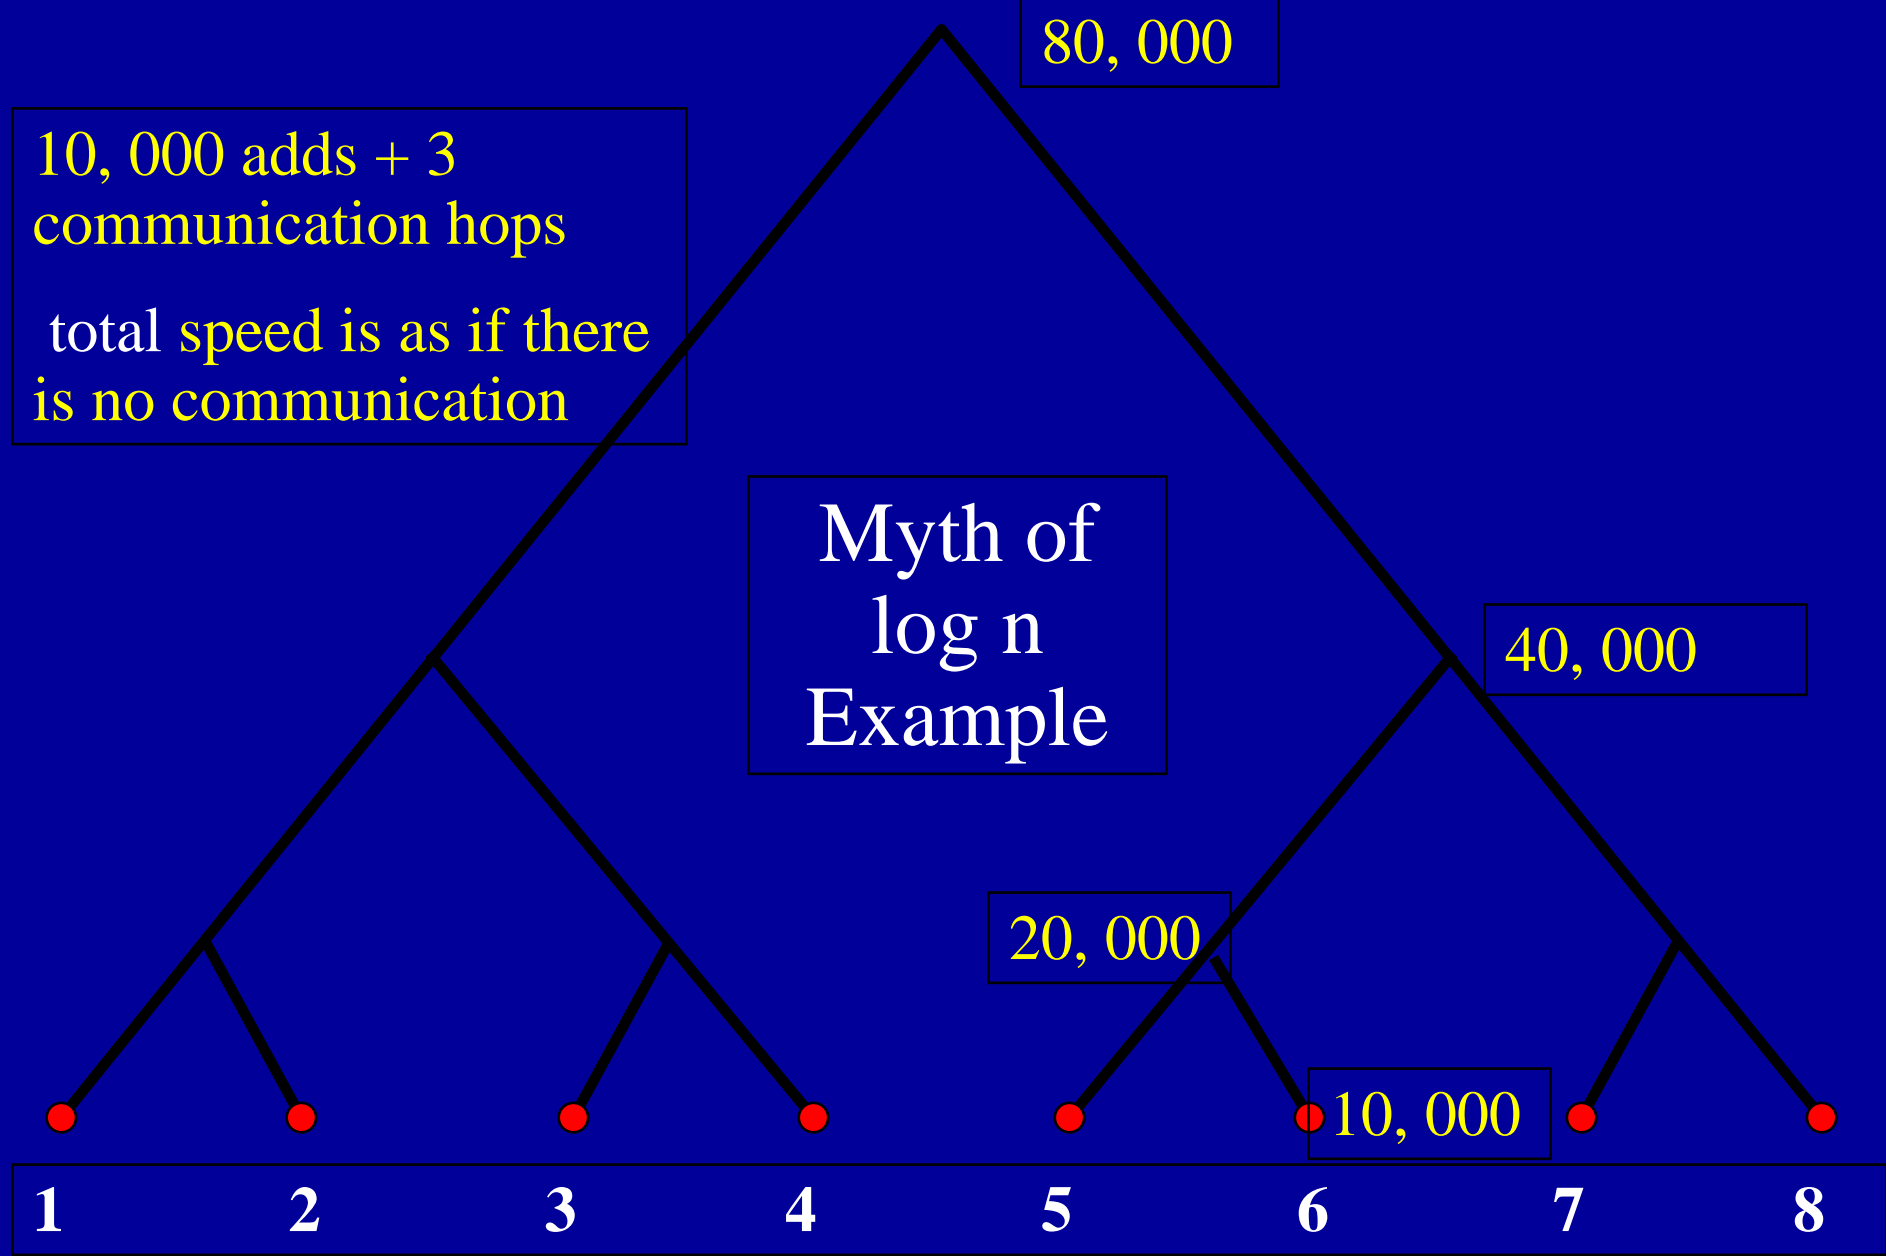 80, 000
10, 000 adds + 3
communication hops
total speed is as if there
is no communication
Myth of
log n
Example
40, 000
20, 000
10, 000
1 2 3 4 5 6 7 8